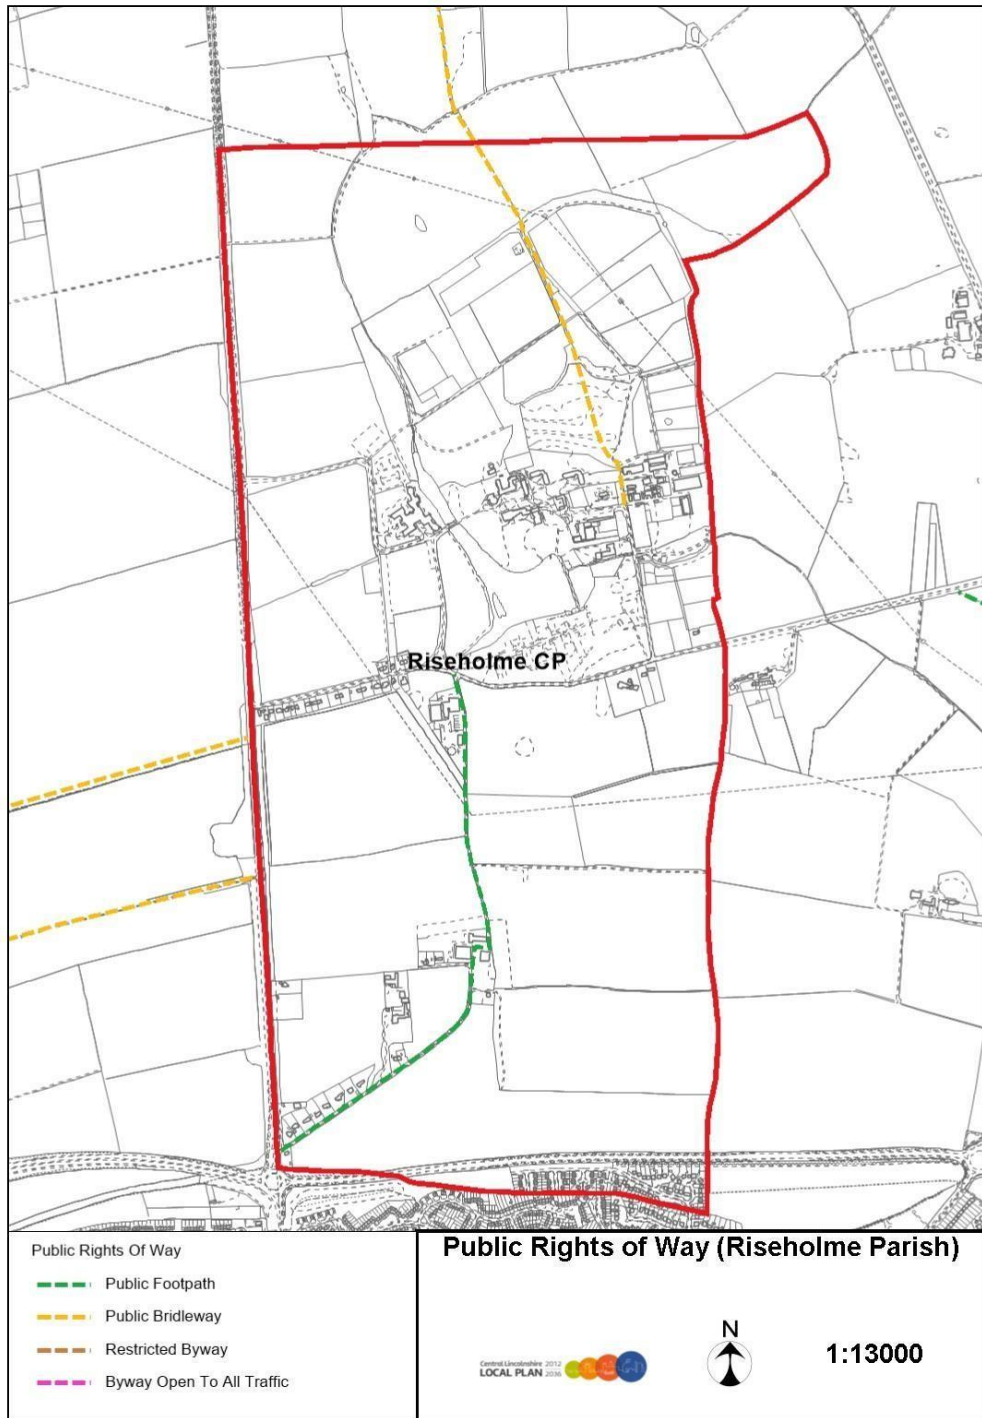 Riseholme CP
Public Rights Of Way
Public Footpath
Public Bridleway
Restricted Byway
Byway Open To All Traffic
Public Rights of Way (Riseholme Parish)
Central Lincolnshire 2012
LOCAL PLAN 2036
N
1:13000